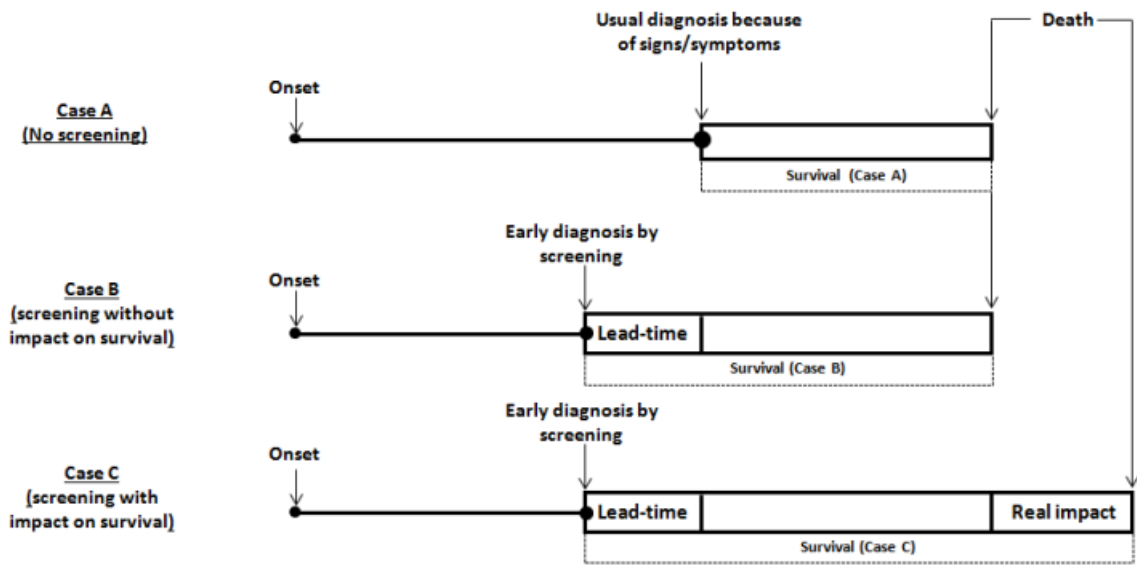 Usual diagnosis because
of signs/symptoms
Death
Onset
Case A
(No screening)
Survival (Case A)
Early diagnosis by
screening
Onset
Case B
(screening without
impact on survival)
Lead-time
Survival (Case B)
Early diagnosis by
screening
Onset
Case C
(screening with
impact on survival)
Lead-time
Real impact
Survival (Case C)